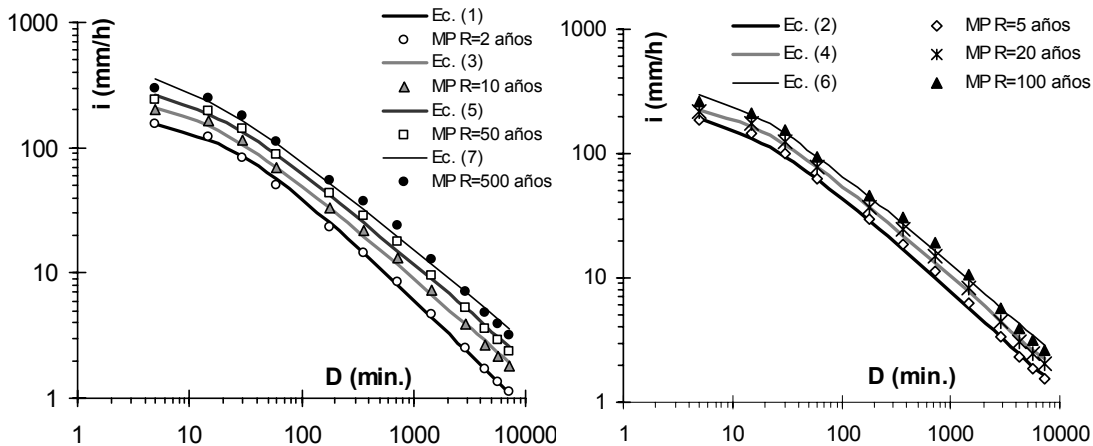 1000
100
10
1
i (mm/h)
Ec. (1)
MP R=2 años
Ec. (3)
MP R=10 años
Ec. (5)
MP R=50 años
Ec. (7)
MP R=500 años
D (min.)
1 10 100 1000 10000
1000
100
10
1
i (mm/h)
Ec. (2)
Ec. (4)
Ec. (6)
MP R=5 años
MP R=20 años
MP R=100 años
D (min.)
1 10 100 1000 10000